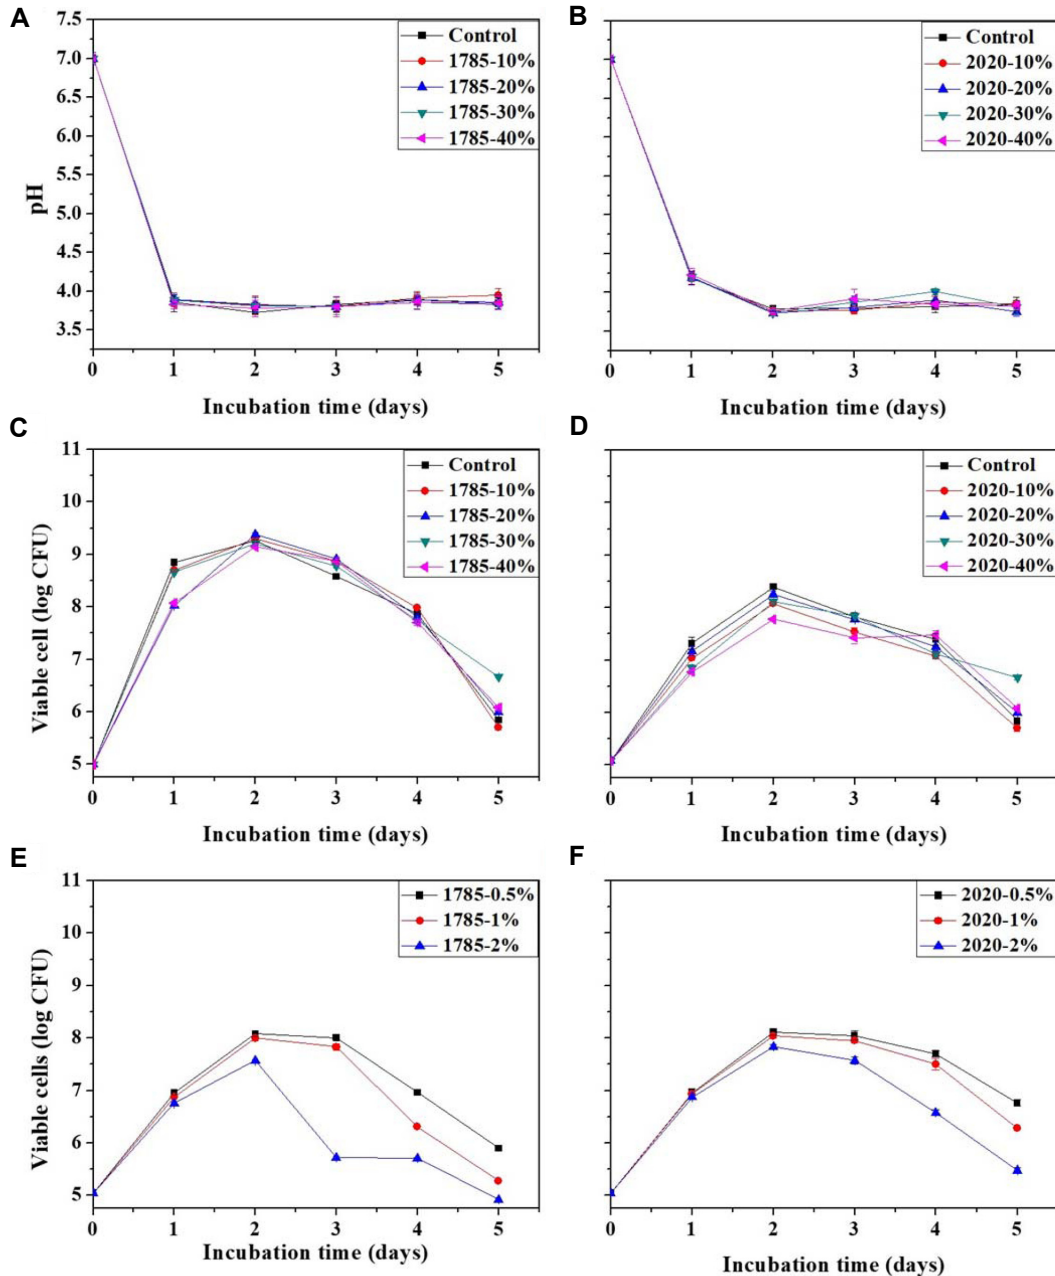 A
7.5
7.0
6.5
6.0
5.5
5.0
4.5
4.0
3.5
pH
Control
1785-10%
1785-20%
1785-30%
1785-40%
0 1 2 3 4 5
Incubation time (days)
B
Control
2020-10%
2020-20%
2020-30%
2020-40%
0 1 2 3 4 5
Incubation time (days)
C
11
10
9
8
7
6
5
Viable cell (log CFU)
Control
1785-10%
1785-20%
1785-30%
1785-40%
0 1 2 3 4 5
Incubation time (days)
D
Control
2020-10%
2020-20%
2020-30%
2020-40%
0 1 2 3 4 5
Incubation time (days)
E
11
10
9
8
7
6
5
Viable cells (log CFU)
1785-0.5%
1785-1%
1785-2%
0 1 2 3 4 5
Incubation time (days)
F
2020-0.5%
2020-1%
2020-2%
0 1 2 3 4 5
Incubation time (days)